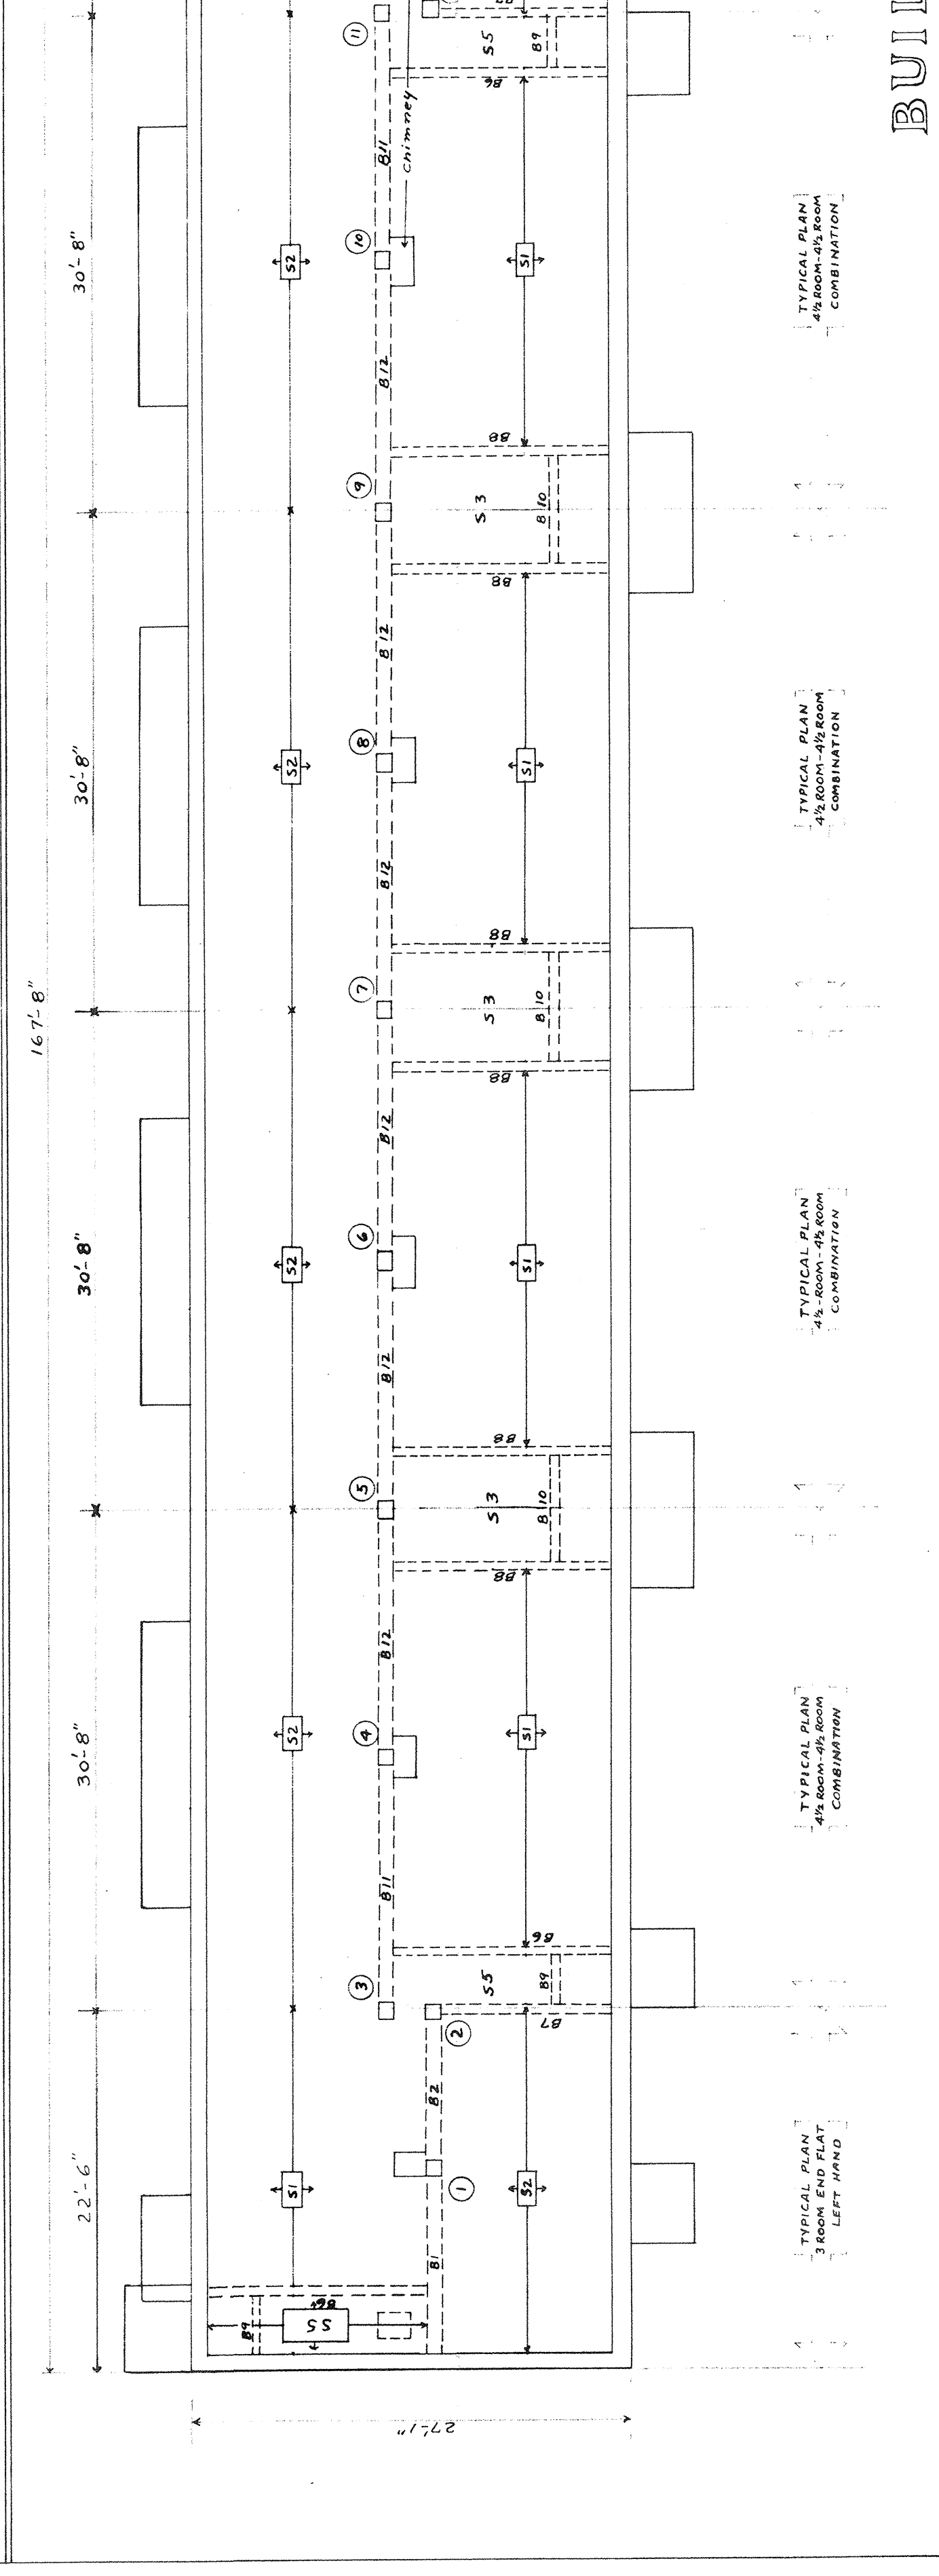 167'-8"
22'-6"
30'-8"
30'-8"
30'-8"
30'-8"
27'-1"
S1
S2
S2
S2
S2
B9
S5
B6
B1
1
B2
2
3
B11
4
B12
5
B12
6
B12
7
B12
8
B12
9
B12
10
B11
11
chimney
S2
B7
S5
B9
B6
S1
B8
S3
B10
B8
S1
B8
S3
B10
B8
S1
B8
S3
B10
B8
S1
B6
S5
B9
TYPICAL PLAN
3 ROOM END FLAT
LEFT HAND
TYPICAL PLAN
4½ ROOM-4½ ROOM
COMBINATION
TYPICAL PLAN
4½-ROOM-4½ROOM
COMBINATION
TYPICAL PLAN
4½ ROOM-4½ ROOM
COMBINATION
TYPICAL PLAN
4½ ROOM-4½ ROOM
COMBINATION